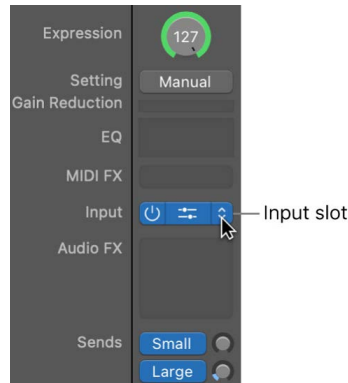 Expression 127
Setting Manual
Gain Reduction
EQ
MIDI FX
Input Input slot
Audio FX
Sends Small
Large